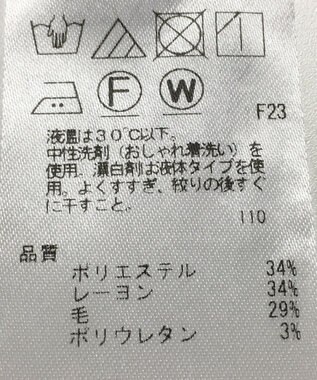 F W
F23
液温は30℃以下。
中性洗剤（おしゃれ着洗い）を
使用。漂白剤は液体タイプを使
用。よくすすぎ、絞りの後すぐ
に干すこと。
110
品質
ポリエステル 34%
レーヨン 34%
毛 29%
ポリウレタン 3%